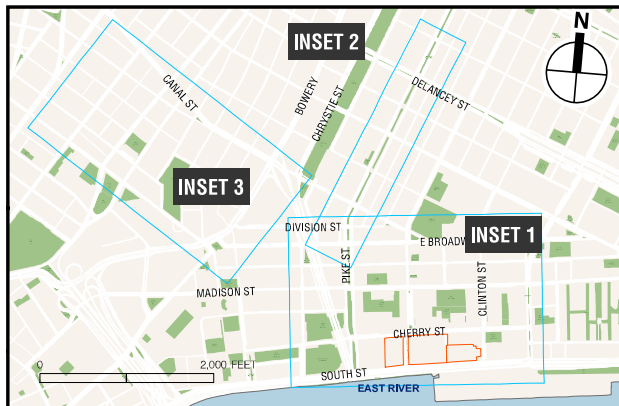 N
INSET 2
CANAL ST
BOWERY
CHRYSTIE ST
DELANCEY ST
INSET 3
DIVISION ST
E BROADW
INSET 1
PIKE ST.
CLINTON ST
MADISON ST
CHERRY ST
0
2,000 FEET
SOUTH ST
EAST RIVER